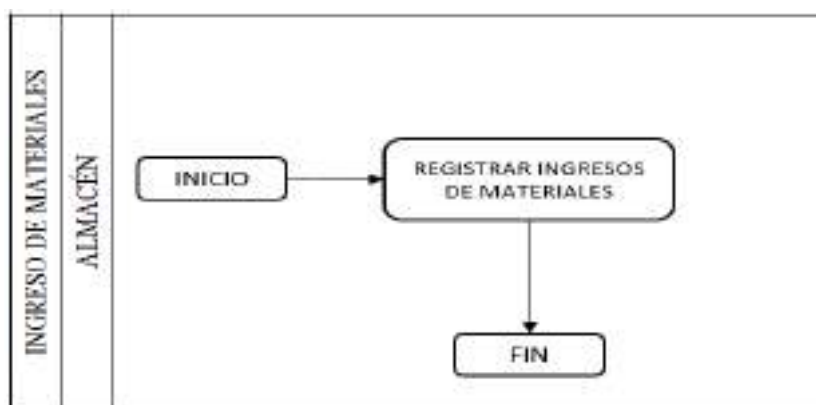 INGRESO DE MATERIALES
ALMACÉN
INICIO
REGISTRAR INGRESOS
DE MATERIALES
FIN